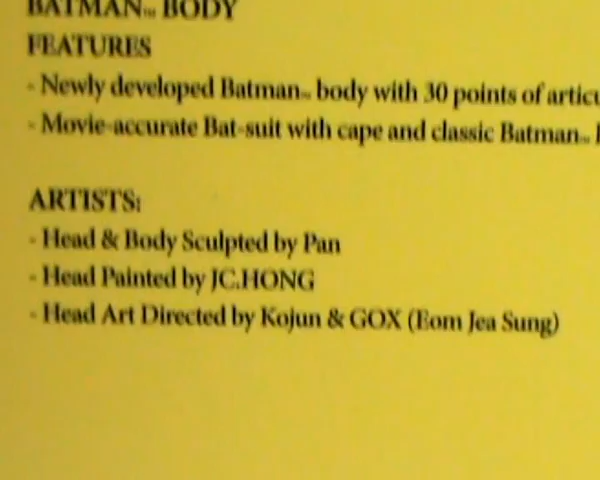 BATMAN™ BODY
FEATURES
- Newly developed Batman™ body with 30 points of articu
- Movie-accurate Bat-suit with cape and classic Batman™
ARTISTS:
- Head & Body Sculpted by Pan
- Head Painted by JC.HONG
- Head Art Directed by Kojun & GOX (Eom Jea Sung)